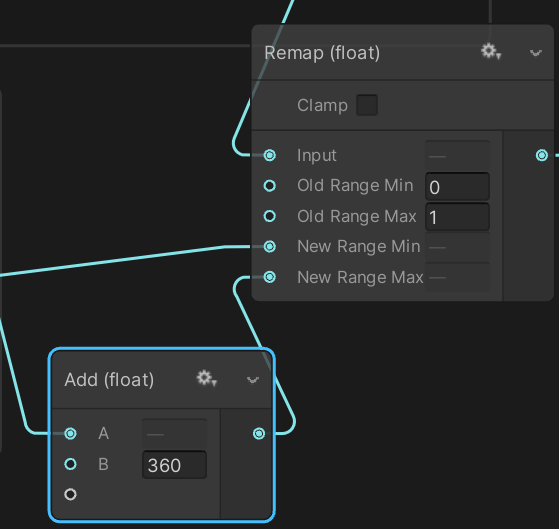 Remap (float)
Clamp
Input
Old Range Min 0
Old Range Max 1
New Range Min
New Range Max
Add (float)
A
B 360